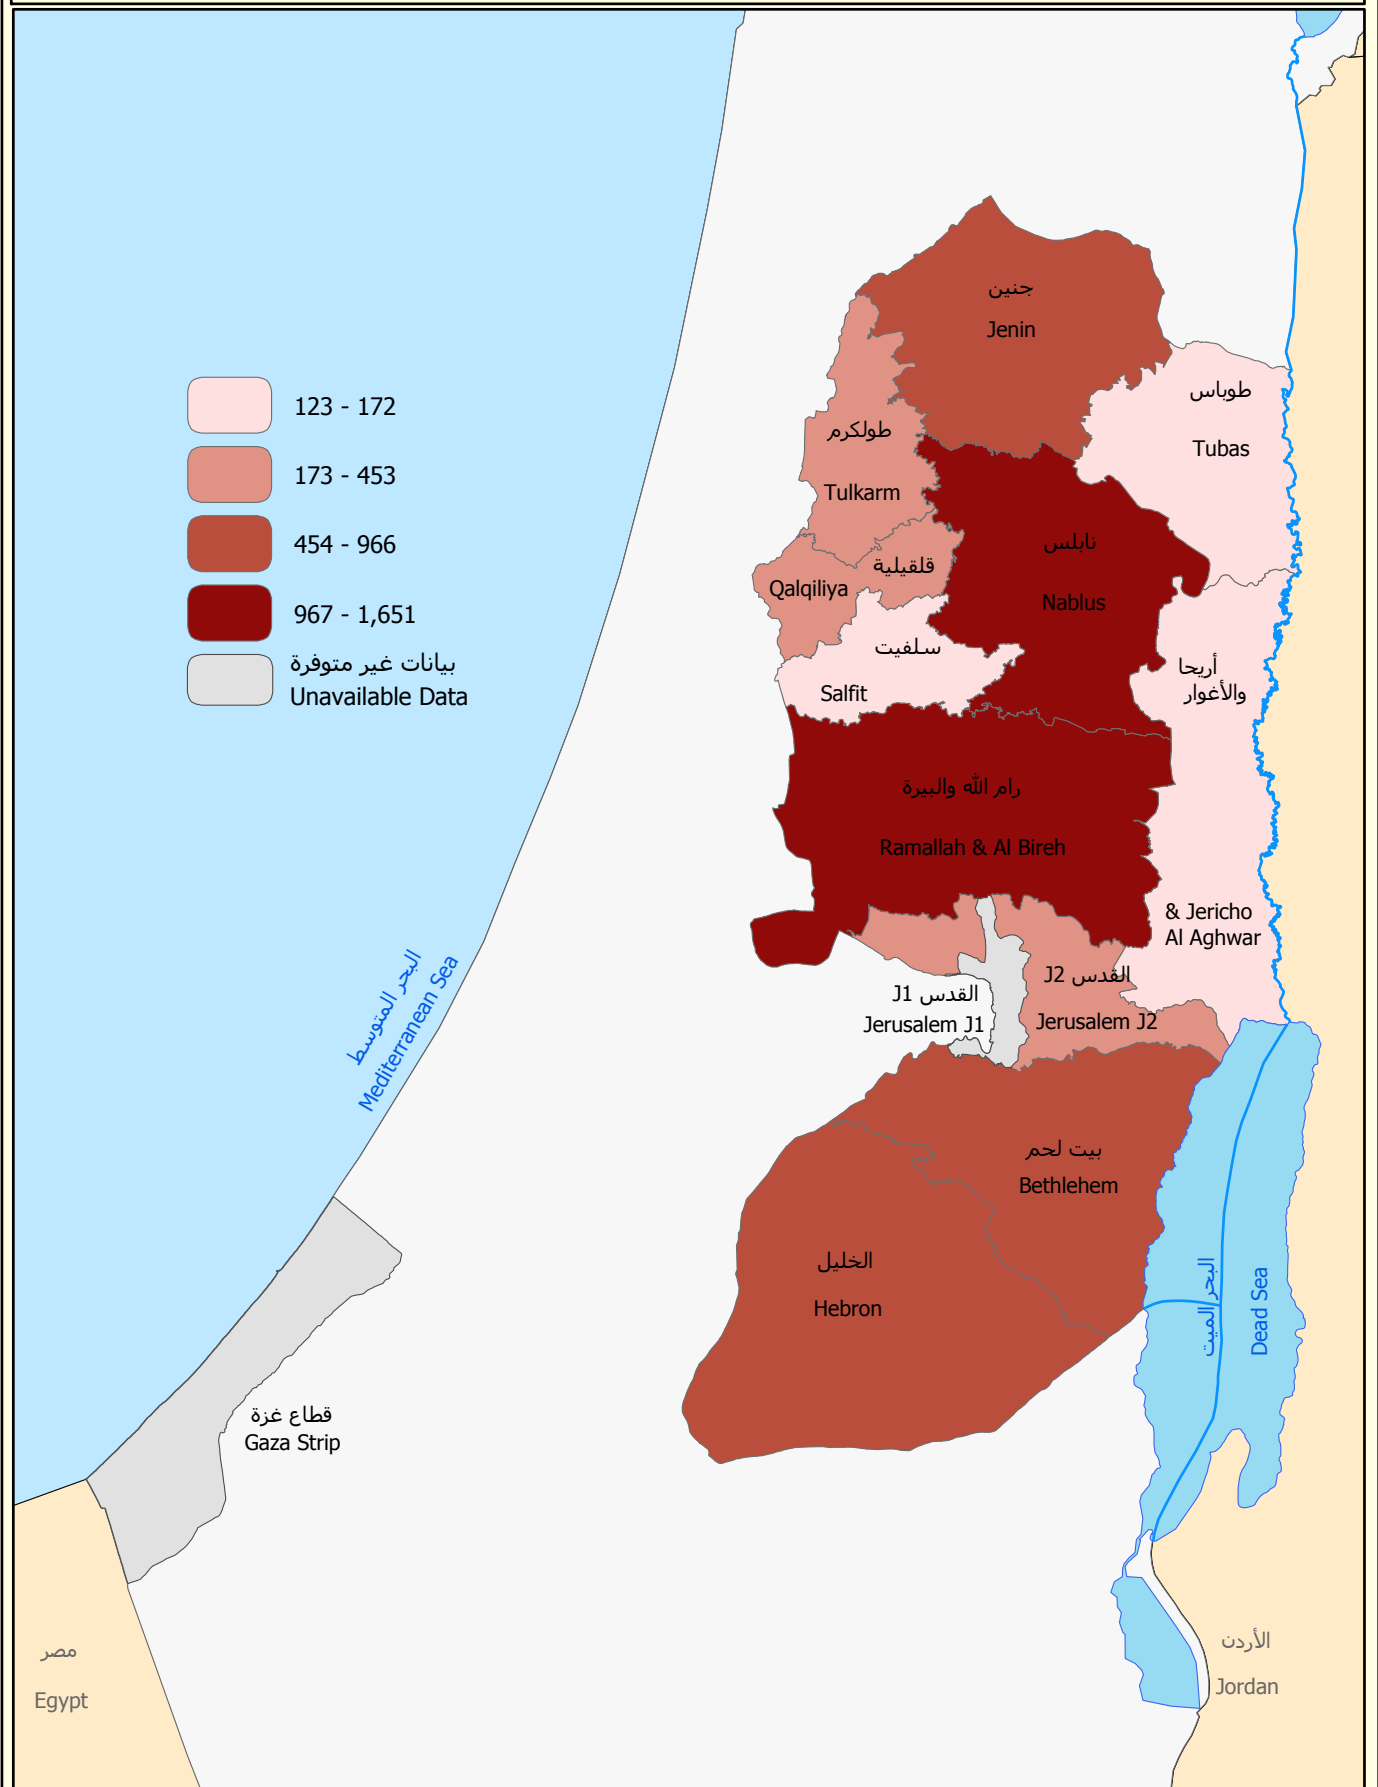 جنين
Jenin
طوباس
Tubas
123 - 172
173 - 453
454 - 966
967 - 1,651
بيانات غير متوفرة
Unavailable Data
طولكرم
Tulkarm
نابلس
Nablus
قلقيلية
Qalqiliya
سلفيت
Salfit
أريحا
والأغوار
رام الله والبيرة
Ramallah & Al Bireh
& Jericho
Al Aghwar
القدس J2
Jerusalem J2
القدس J1
Jerusalem J1
البحر المتوسط
Mediterranean Sea
بيت لحم
Bethlehem
الخليل
Hebron
البحر الميت
Dead Sea
قطاع غزة
Gaza Strip
مصر
Egypt
الأردن
Jordan